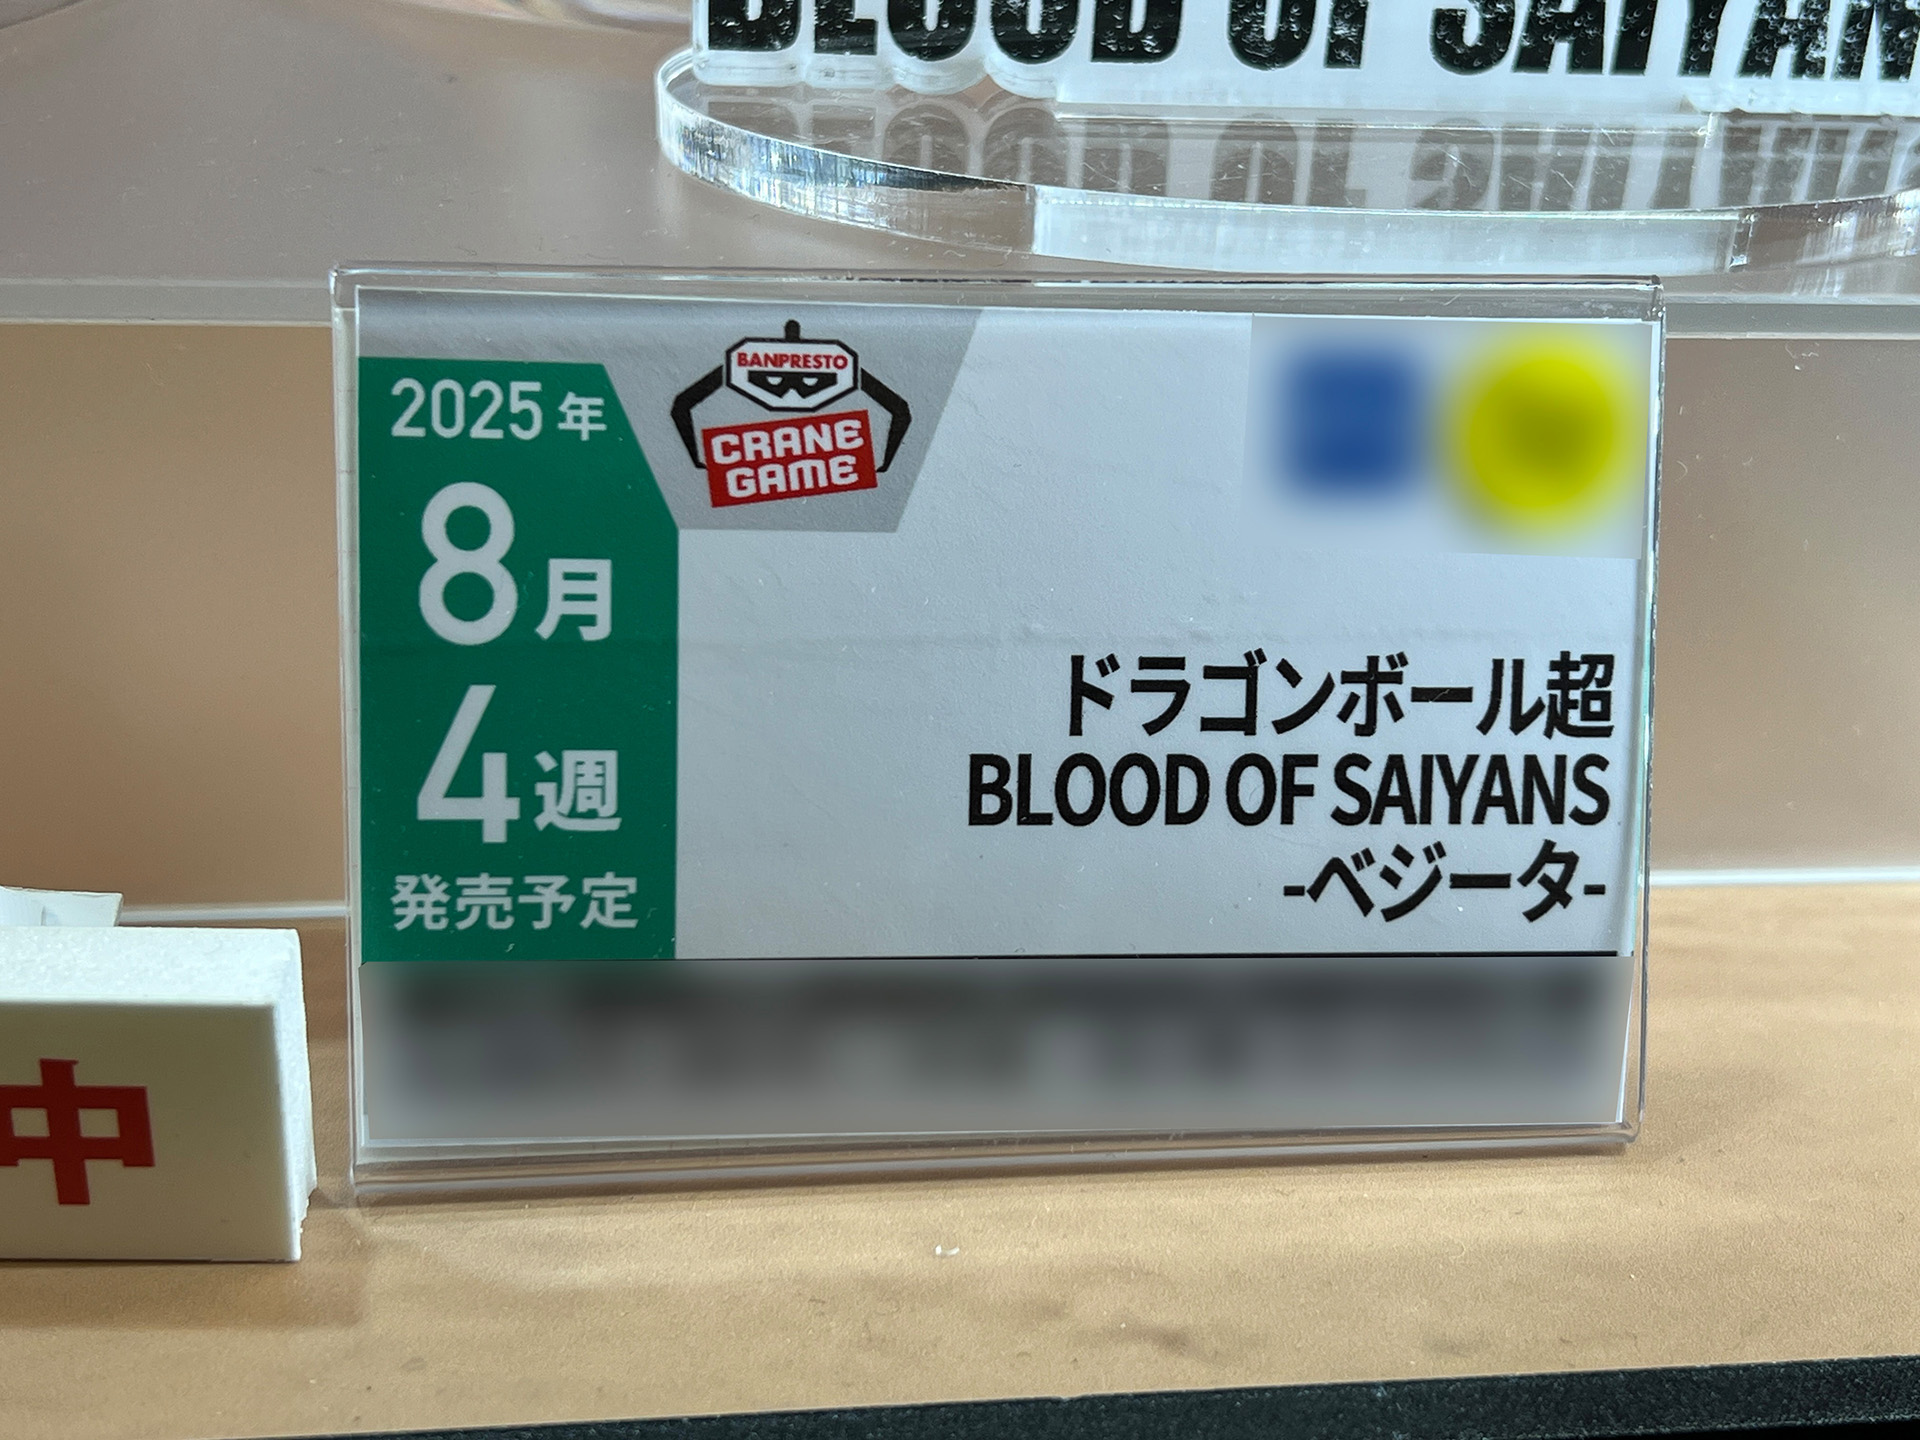 BLOOD OF SAIYAN
2025年
8月
4週
発売予定
BANPRESTO
CRANE
GAME
ドラゴンボール超
BLOOD OF SAIYANS
-ベジータ-
中